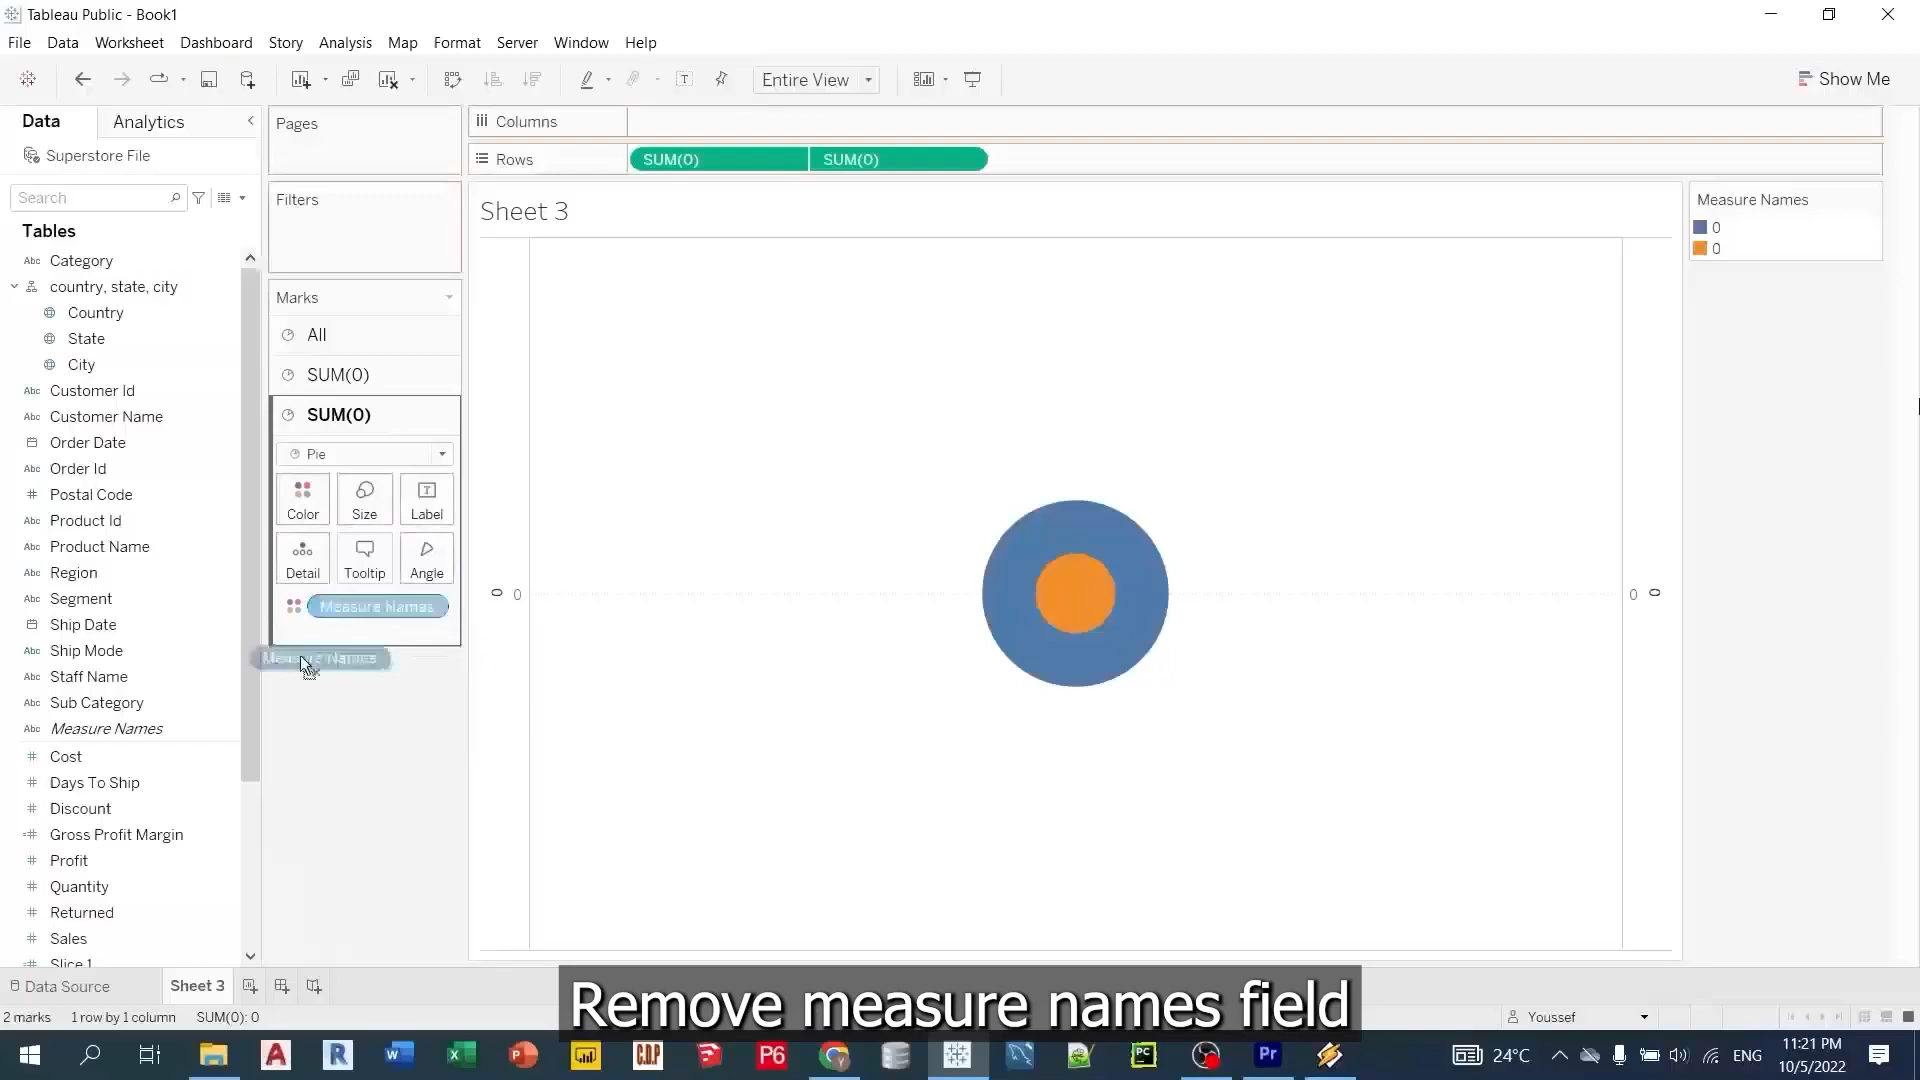 Tableau Public - Book1
File Data Worksheet Dashboard Story Analysis Map Format Server Window Help
Entire View
Show Me
Data Analytics
Superstore File
Search
Tables
Category
country, state, city
Country
State
City
Customer Id
Customer Name
Order Date
Order Id
Postal Code
Product Id
Product Name
Region
Segment
Ship Date
Ship Mode
Staff Name
Sub Category
Measure Names
Cost
Days To Ship
Discount
Gross Profit Margin
Profit
Quantity
Returned
Sales
Slice 1
Pages
Filters
Marks
All
SUM(0)
SUM(0)
Pie
Color Size Label
Detail Tooltip Angle
Measure Names
Measure Names
Columns
Rows SUM(0) SUM(0)
Sheet 3
0 0
0 0
Measure Names
0
0
Data Source Sheet 3
Remove measure names field
2 marks 1 row by 1 column SUM(0): 0
Youssef
24°C ENG 11:21 PM
10/5/2022